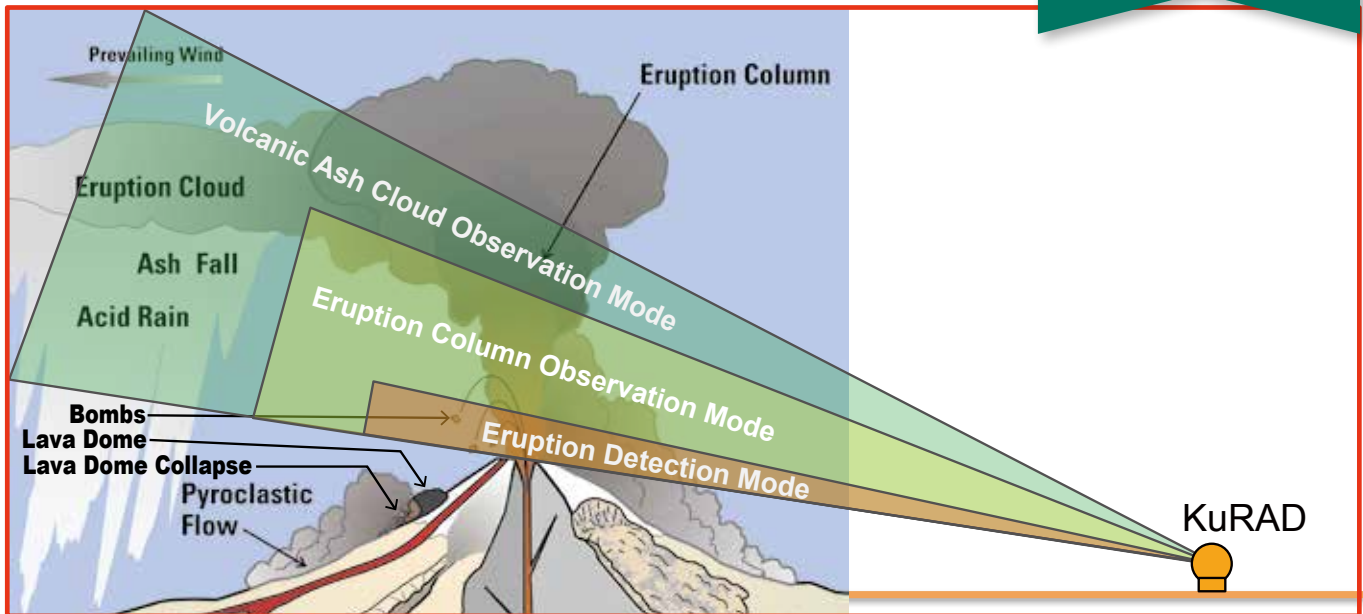 Prevailing Wind
Eruption Column
Volcanic Ash Cloud Observation Mode
Eruption Cloud
Ash Fall
Acid Rain
Eruption Column Observation Mode
Bombs
Lava Dome
Lava Dome Collapse
Eruption Detection Mode
Pyroclastic
Flow
KuRAD